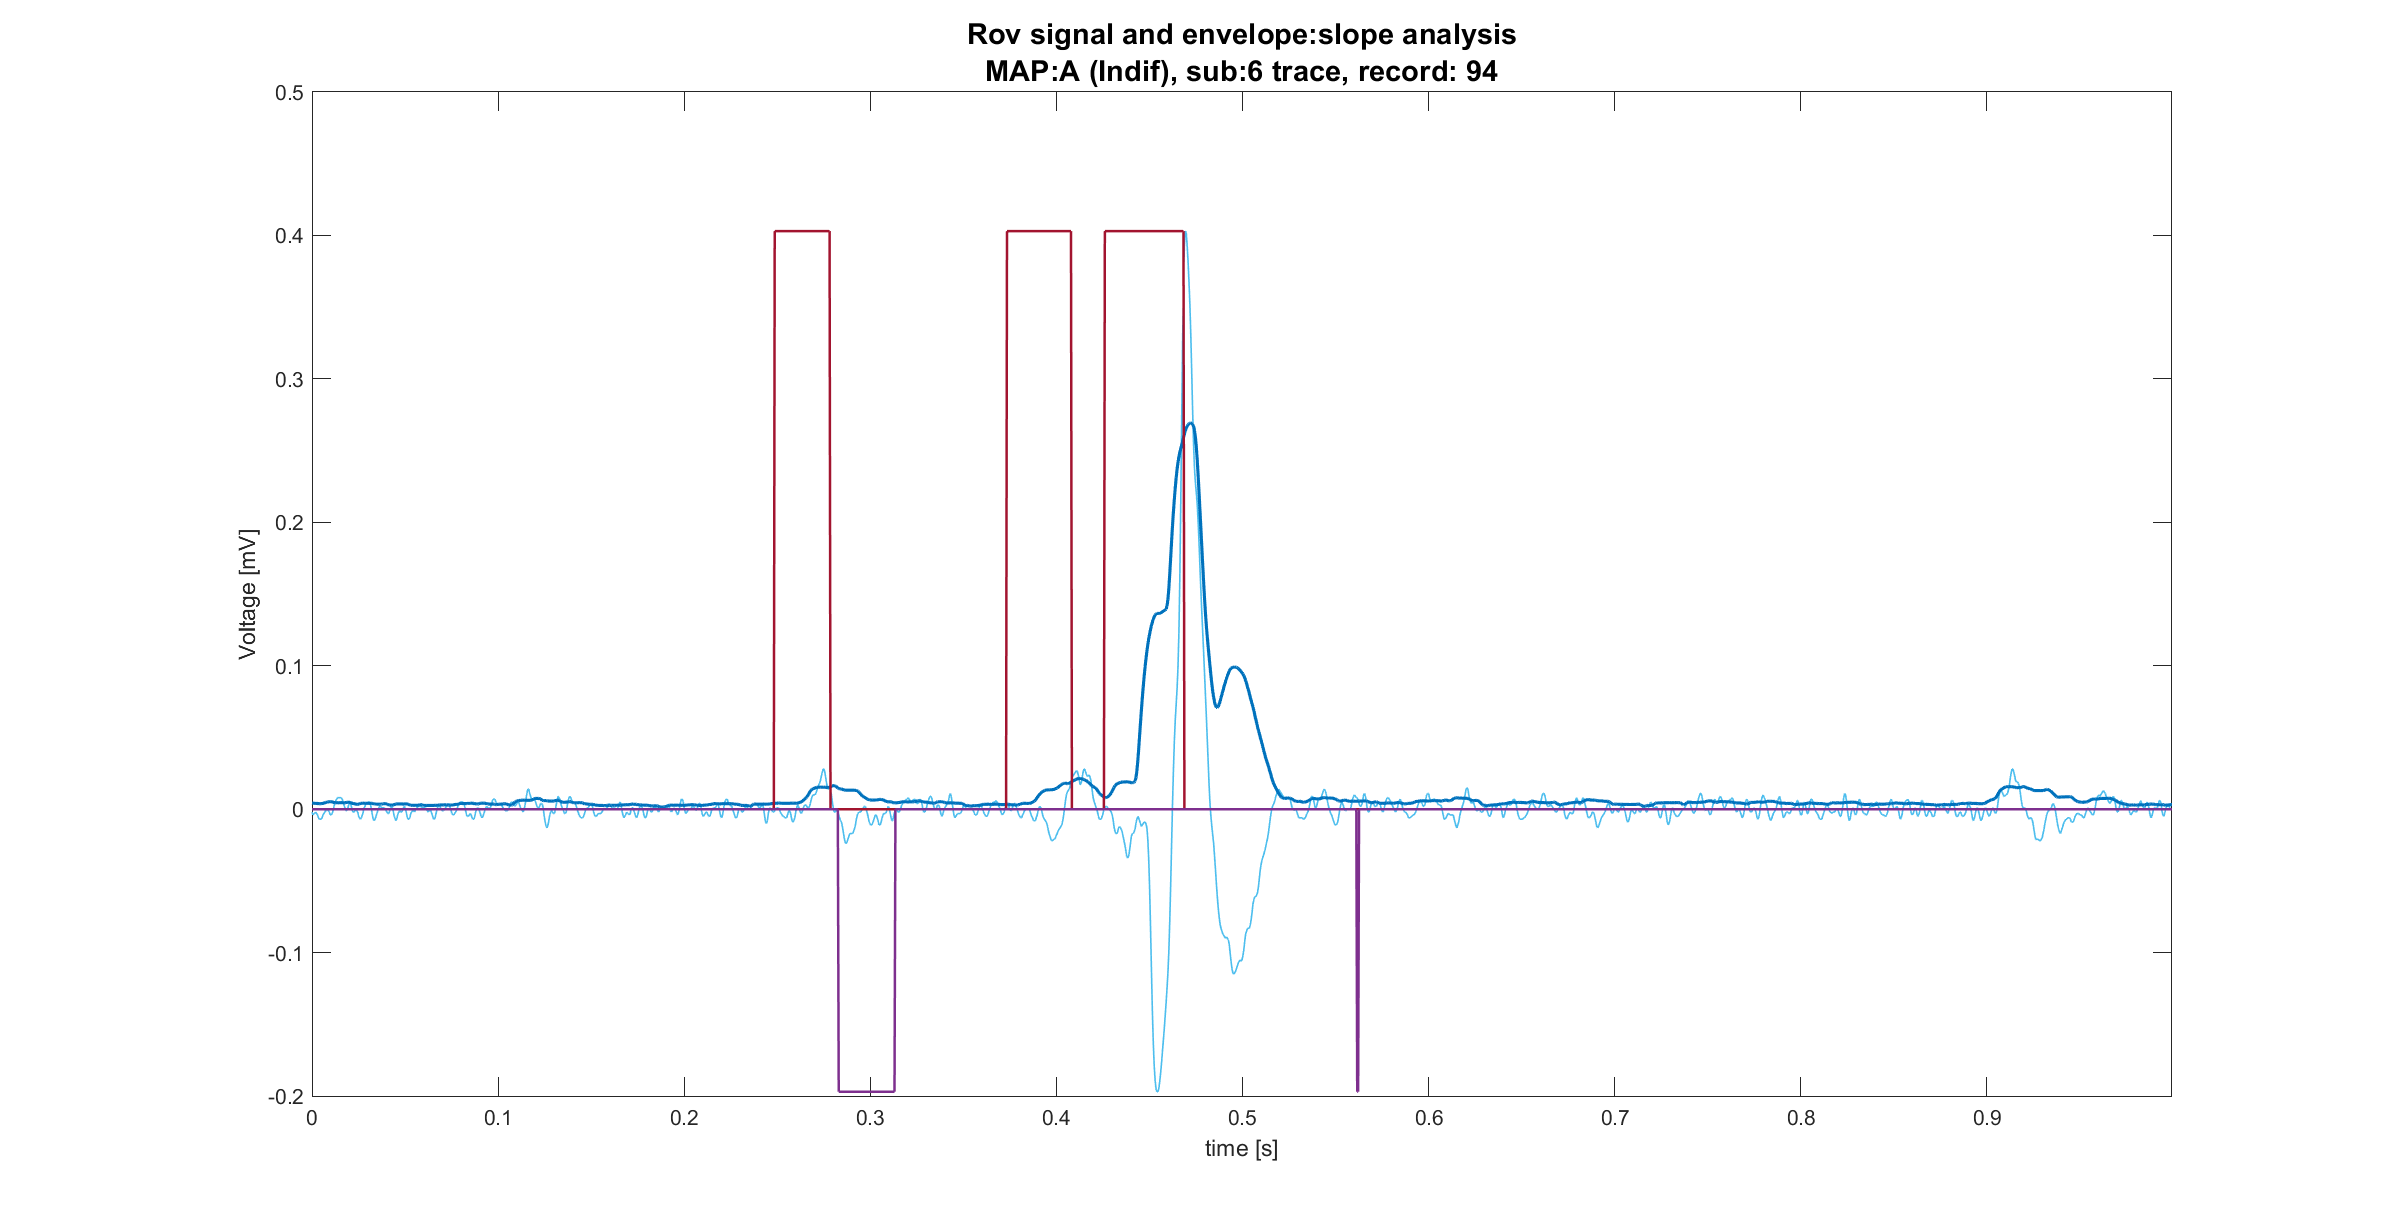 Rov signal and envelope:slope analysis
MAP:A (Indif), sub:6 trace, record: 94
0.5
0.4
0.3
0.2
0.1
0
-0.1
-0.2
Voltage [mV]
0 0.1 0.2 0.3 0.4 0.5 0.6 0.7 0.8 0.9
time [s]